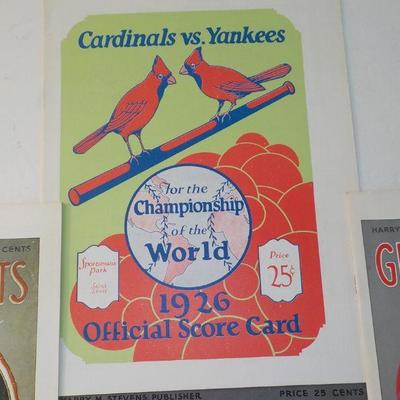 Cardinals vs. Yankees
for the
Championship
of the
World
Sportsman's
Park
Saint
Louis
Price
25¢
1926
Official Score Card
CENTS
TS
HARRY
G
HARRY M. STEVENS PUBLISHER
PRICE 25 CENTS